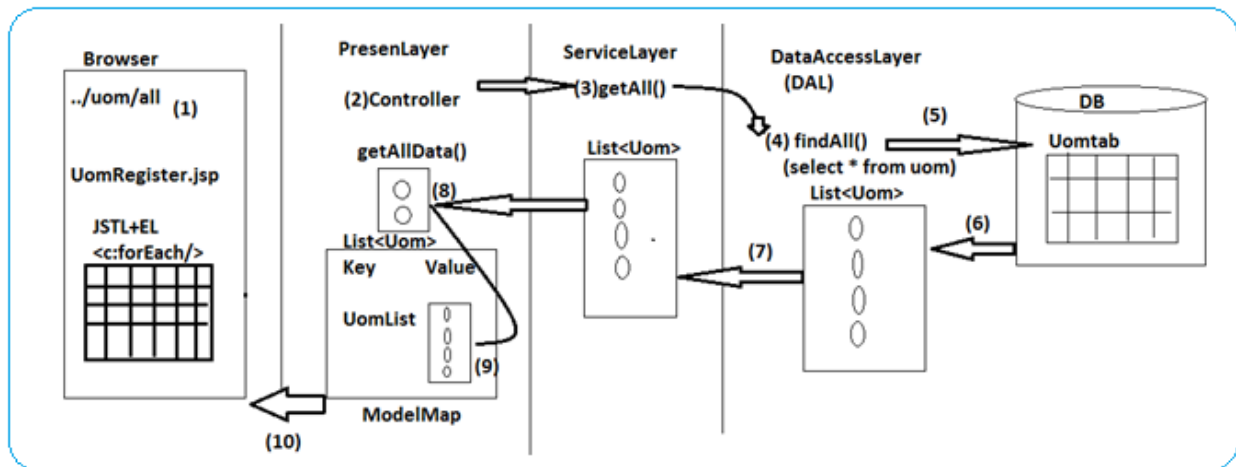 Browser
../uom/all (1)
UomRegister.jsp
JSTL+EL
<c:forEach/>
PresenLayer
(2)Controller
getAllData()
(8)
List<Uom>
Key Value
UomList
(9)
ModelMap
(10)
ServiceLayer
(3)getAll()
List<Uom>
(7)
DataAccessLayer
(DAL)
(4) findAll()
(select * from uom)
List<Uom>
(5)
(6)
DB
Uomtab